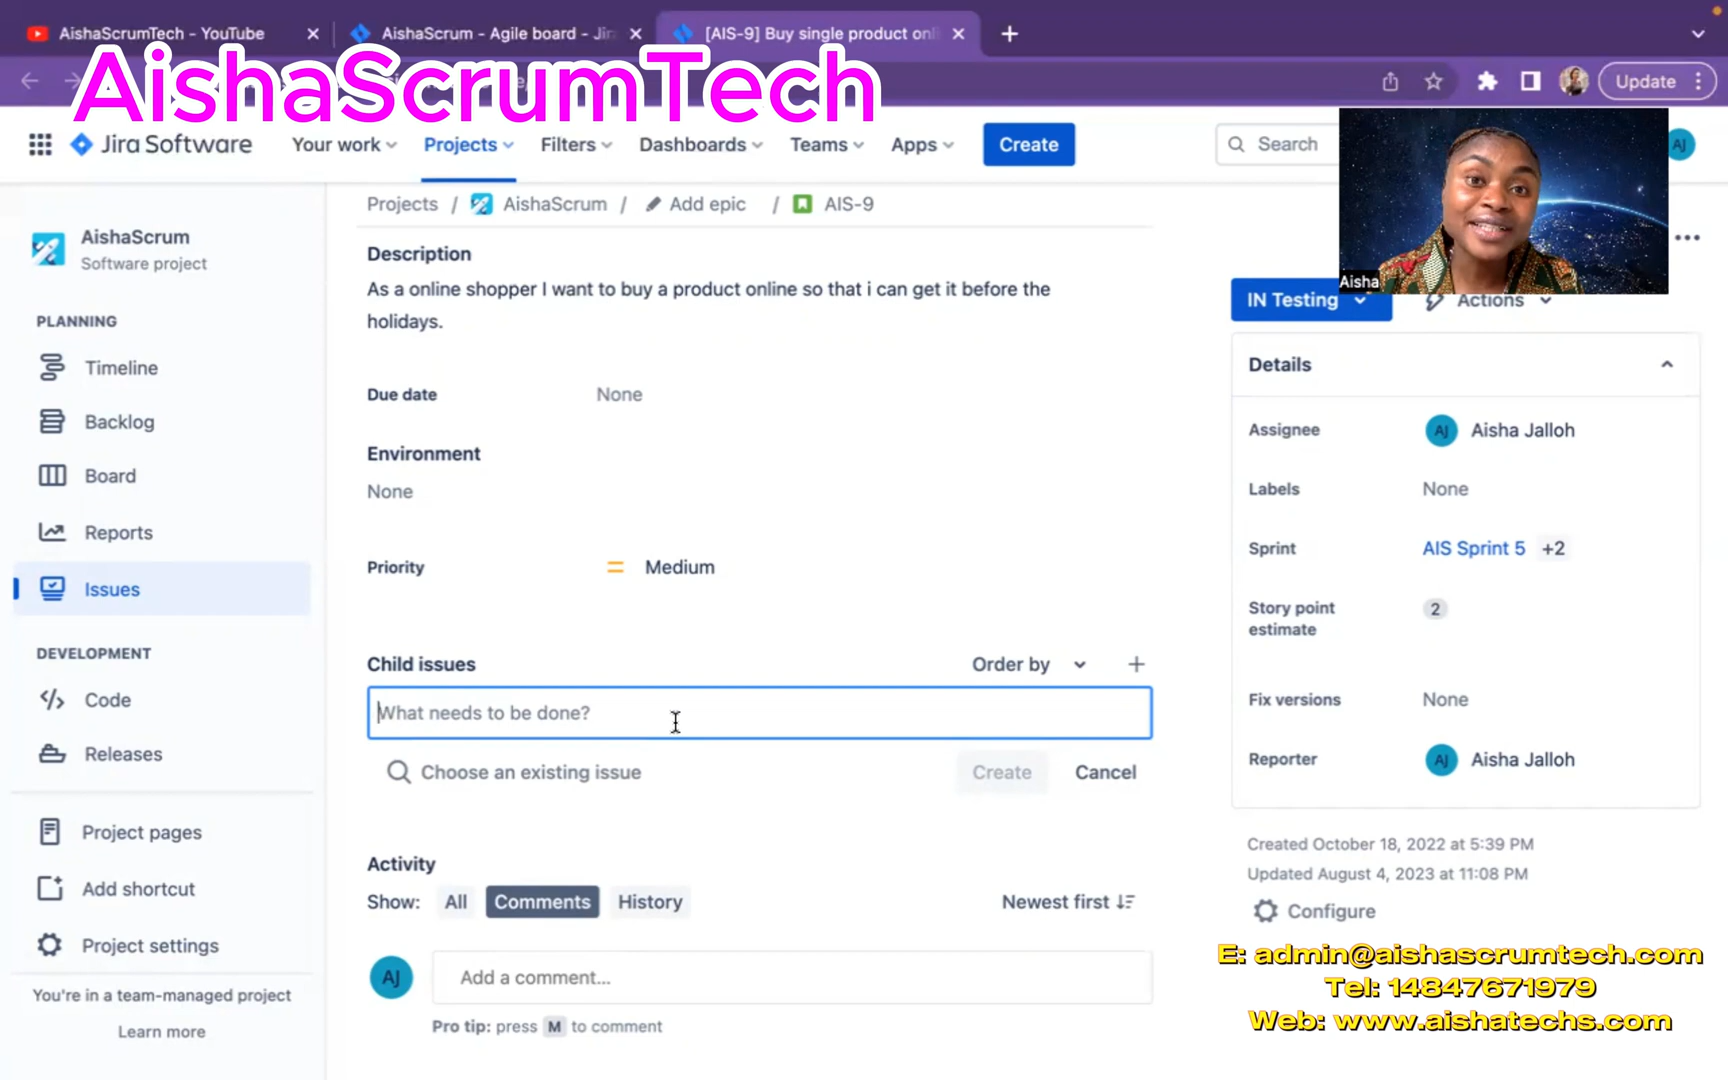 AishaScrumTech - YouTube
AishaScrum - Agile board - Jir
[AIS-9] Buy single product onl
AishaScrumTech
Update
Jira Software
Your work
Projects
Filters
Dashboards
Teams
Apps
Create
Search
AJ
Aisha
AishaScrum
Software project
PLANNING
Timeline
Backlog
Board
Reports
Issues
DEVELOPMENT
Code
Releases
Project pages
Add shortcut
Project settings
You're in a team-managed project
Learn more
Projects / AishaScrum / Add epic / AIS-9
Description
As a online shopper I want to buy a product online so that i can get it before the
holidays.
Due date None
Environment
None
Priority Medium
Child issues Order by
What needs to be done?
Choose an existing issue Create Cancel
Activity
Show: All Comments History Newest first
AJ Add a comment...
Pro tip: press M to comment
IN Testing Actions
Details
Assignee AJ Aisha Jalloh
Labels None
Sprint AIS Sprint 5 +2
Story point
estimate 2
Fix versions None
Reporter AJ Aisha Jalloh
Created October 18, 2022 at 5:39 PM
Updated August 4, 2023 at 11:08 PM
Configure
E: admin@aishascrumtech.com
Tel: 14847671979
Web: www.aishatechs.com